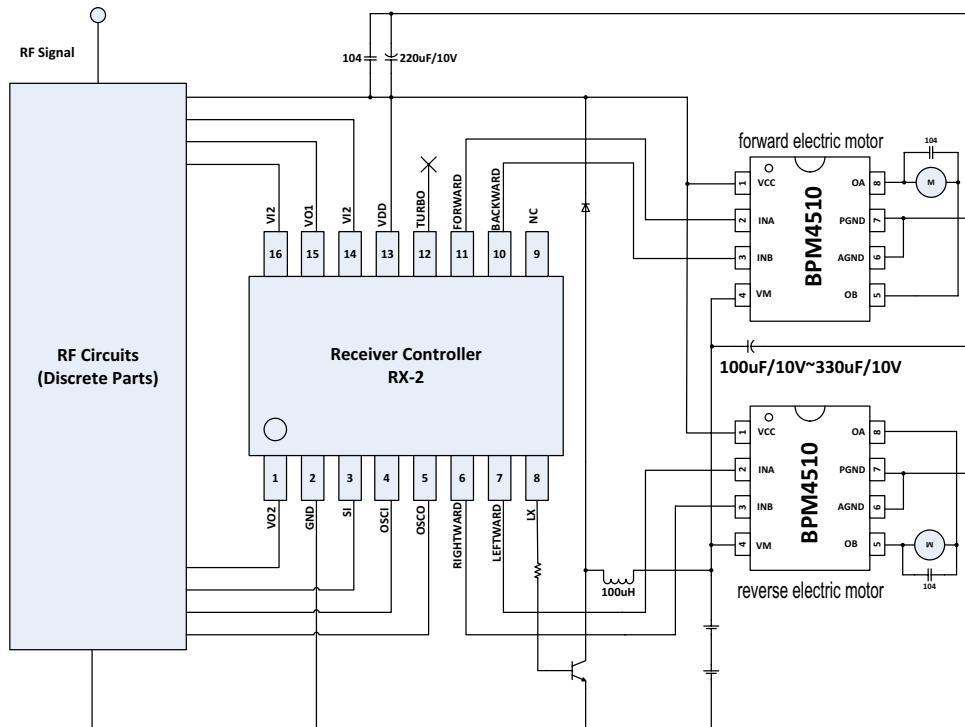 RF Signal
104
220uF/10V
RF Circuits
(Discrete Parts)
VI2
VO1
VI2
VDD
TURBO
FORWARD
BACKWARD
NC
16
15
14
13
12
11
10
9
Receiver Controller
RX-2
1
2
3
4
5
6
7
8
VO2
GND
SI
OSCI
OSCO
RIGHTWARD
LEFTWARD
LX
100uH
forward electric motor
104
M
BPM4510
1
VCC
OA
8
2
INA
PGND
7
3
INB
AGND
6
4
VM
OB
5
100uF/10V~330uF/10V
BPM4510
1
VCC
OA
8
2
INA
PGND
7
3
INB
AGND
6
4
VM
OB
5
M
104
reverse electric motor